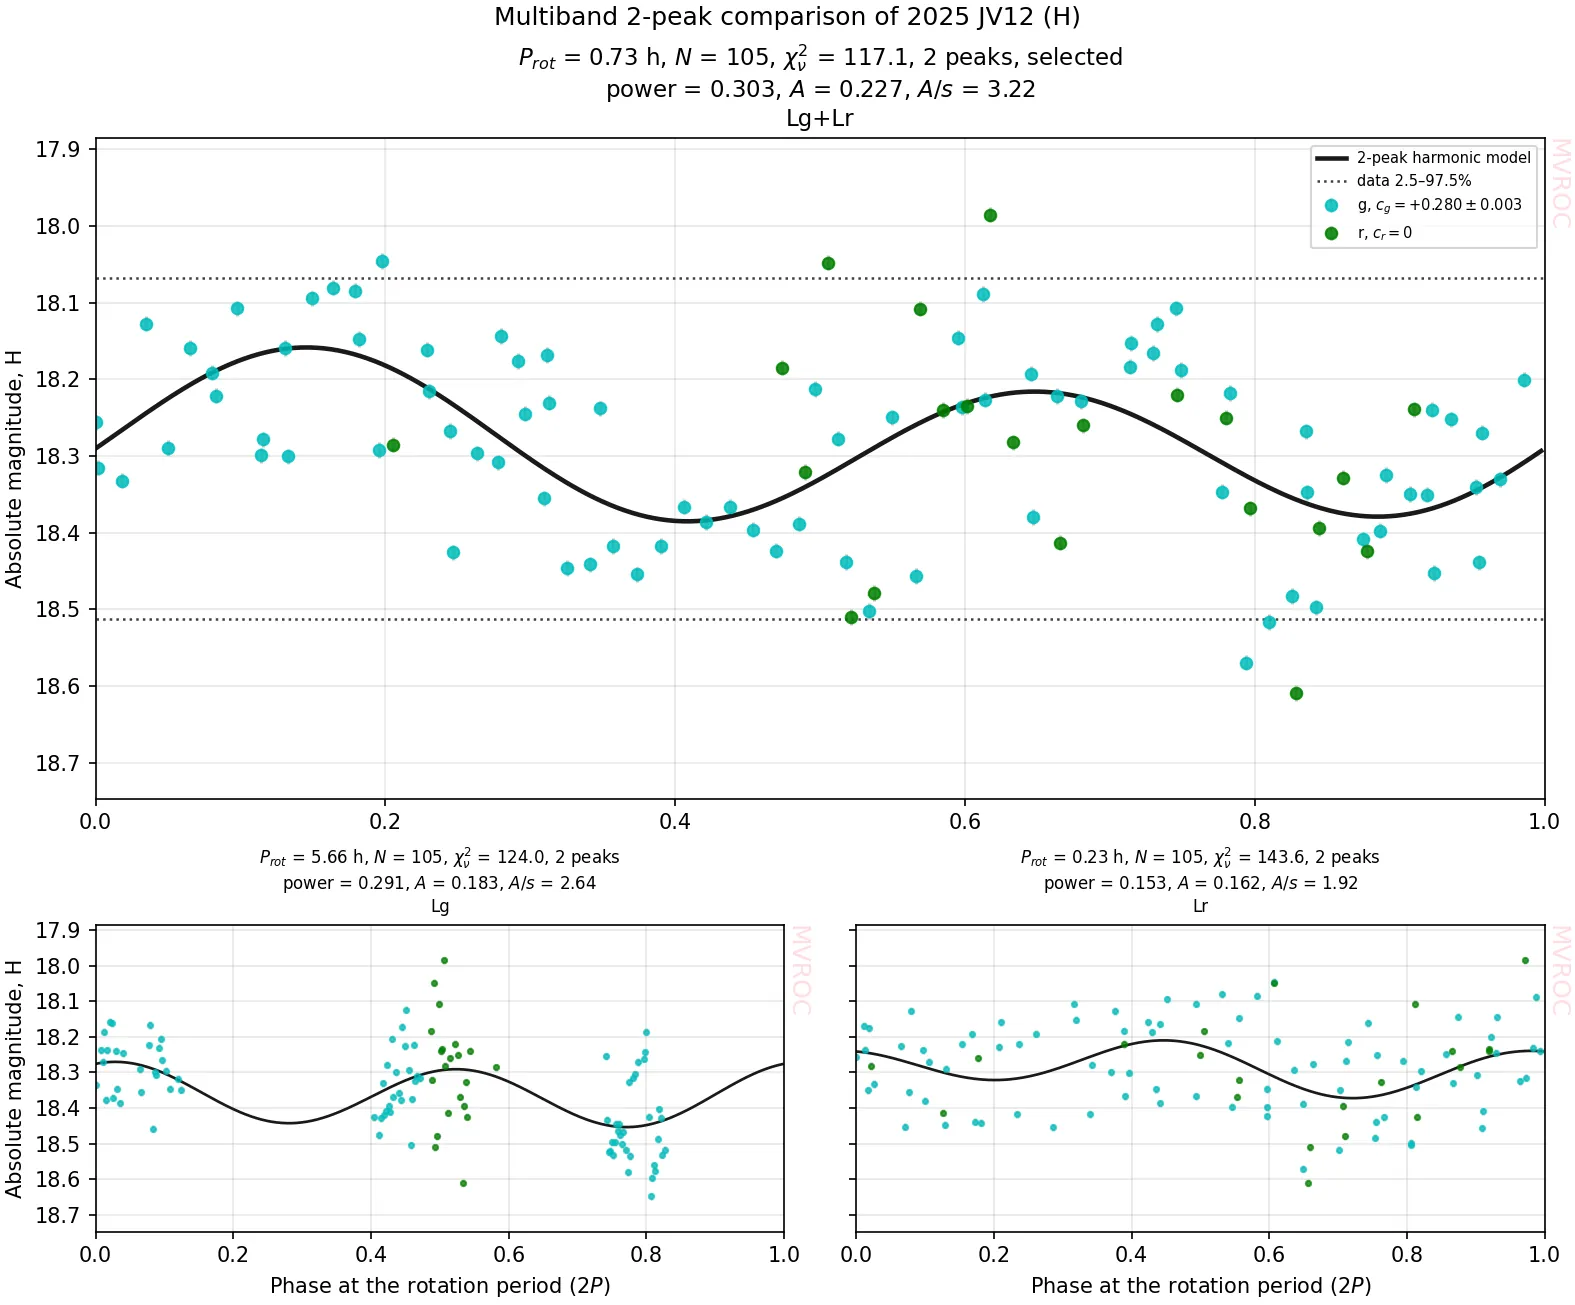 Multiband 2-peak comparison of 2025 JV12 (H)
P_rot = 0.73 h, N = 105, χ²_ν = 117.1, 2 peaks, selected
power = 0.303, A = 0.227, A/s = 3.22
Lg+Lr
2-peak harmonic model
data 2.5–97.5%
g, c_g = +0.280 ± 0.003
r, c_r = 0
MVROC
Absolute magnitude, H
17.9
18.0
18.1
18.2
18.3
18.4
18.5
18.6
18.7
0.0 0.2 0.4 0.6 0.8 1.0
P_rot = 5.66 h, N = 105, χ²_ν = 124.0, 2 peaks
power = 0.291, A = 0.183, A/s = 2.64
Lg
MVROC
Absolute magnitude, H
17.9
18.0
18.1
18.2
18.3
18.4
18.5
18.6
18.7
0.0 0.2 0.4 0.6 0.8 1.0
Phase at the rotation period (2P)
P_rot = 0.23 h, N = 105, χ²_ν = 143.6, 2 peaks
power = 0.153, A = 0.162, A/s = 1.92
Lr
MVROC
0.0 0.2 0.4 0.6 0.8 1.0
Phase at the rotation period (2P)